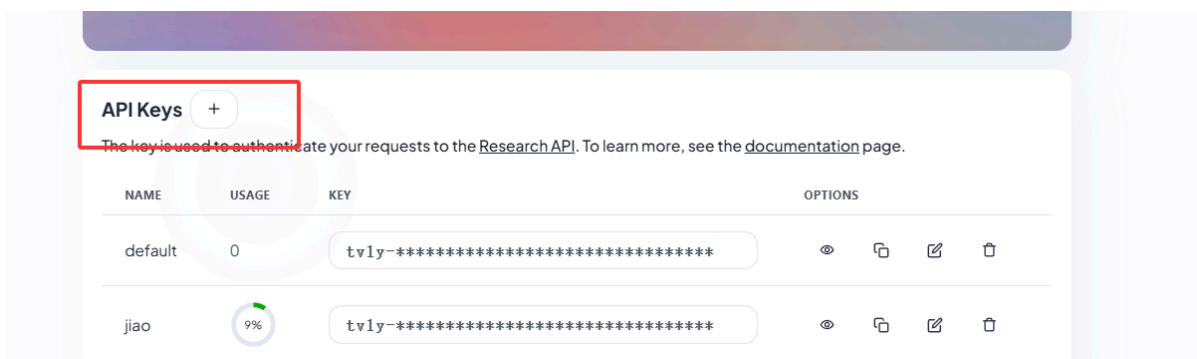 API Keys +
The key is used to authenticate your requests to the Research API. To learn more, see the documentation page.
NAME USAGE KEY OPTIONS
default 0 tvly-********************************
jiao 9% tvly-********************************